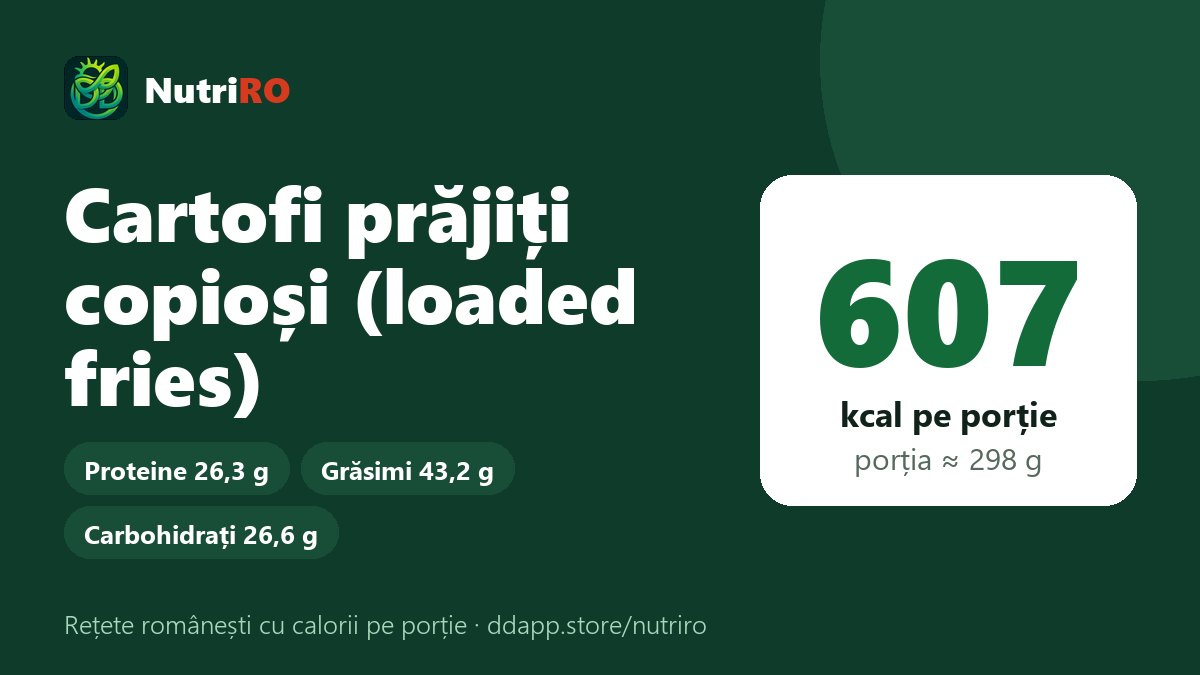 NutriRO
Cartofi prăjiți
copioși (loaded
fries)
607
kcal pe porție
porția ≈ 298 g
Proteine 26,3 g
Grăsimi 43,2 g
Carbohidrați 26,6 g
Rețete românești cu calorii pe porție · ddapp.store/nutriro